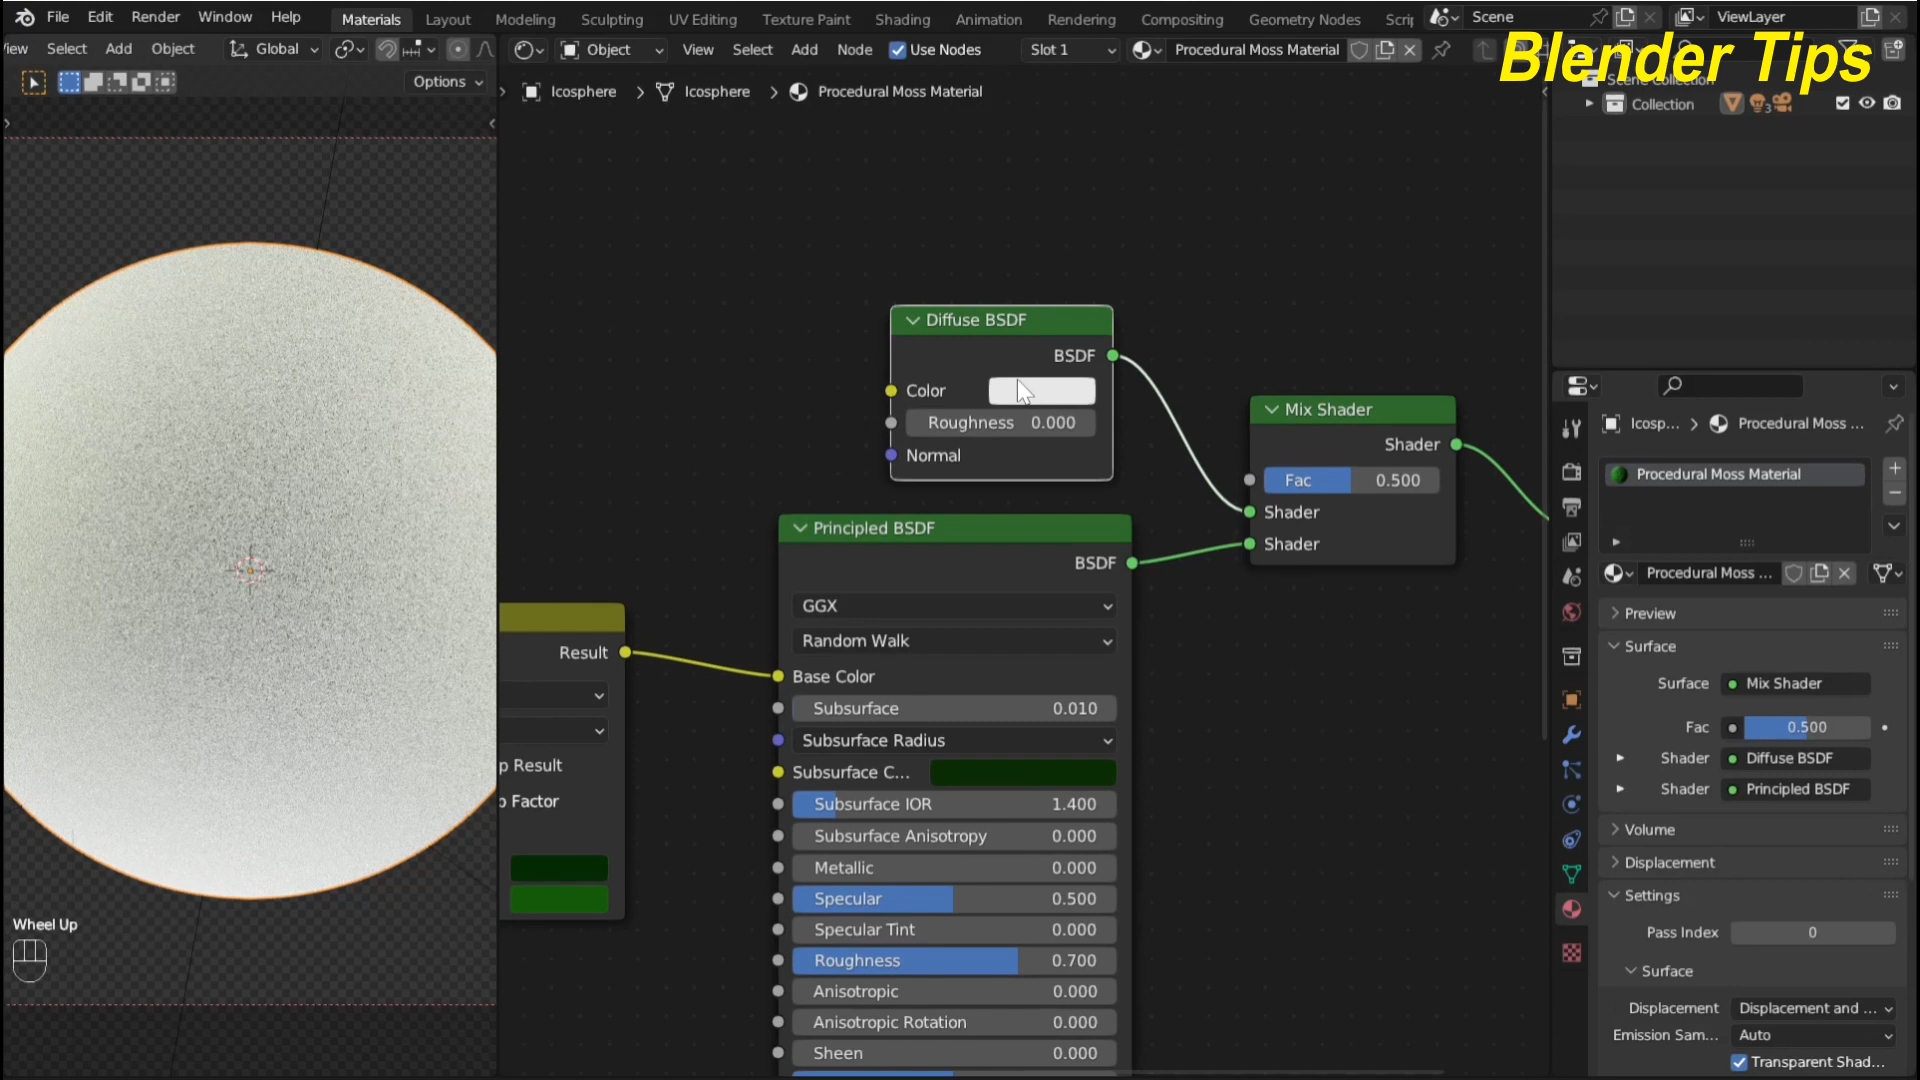 File Edit Render Window Help Materials Layout Modeling Sculpting UV Editing Texture Paint Shading Animation Rendering Compositing Geometry Nodes Scrip Scene ViewLayer
Blender Tips
iew Select Add Object Global Options
Object View Select Add Node Use Nodes Slot 1 Procedural Moss Material
Icosphere > Icosphere > Procedural Moss Material
Scene Collection
Collection
Diffuse BSDF
BSDF
Color
Roughness 0.000
Normal
Mix Shader
Shader
Fac 0.500
Shader
Shader
Principled BSDF
BSDF
GGX
Random Walk
Base Color
Subsurface 0.010
Subsurface Radius
Subsurface C...
Subsurface IOR 1.400
Subsurface Anisotropy 0.000
Metallic 0.000
Specular 0.500
Specular Tint 0.000
Roughness 0.700
Anisotropic 0.000
Anisotropic Rotation 0.000
Sheen 0.000
Result
p Result
p Factor
Wheel Up
Icosp... > Procedural Moss ...
Procedural Moss Material
Procedural Moss ...
Preview
Surface
Surface Mix Shader
Fac 0.500
Shader Diffuse BSDF
Shader Principled BSDF
Volume
Displacement
Settings
Pass Index 0
Surface
Displacement Displacement and ...
Emission Sam... Auto
Transparent Shad...